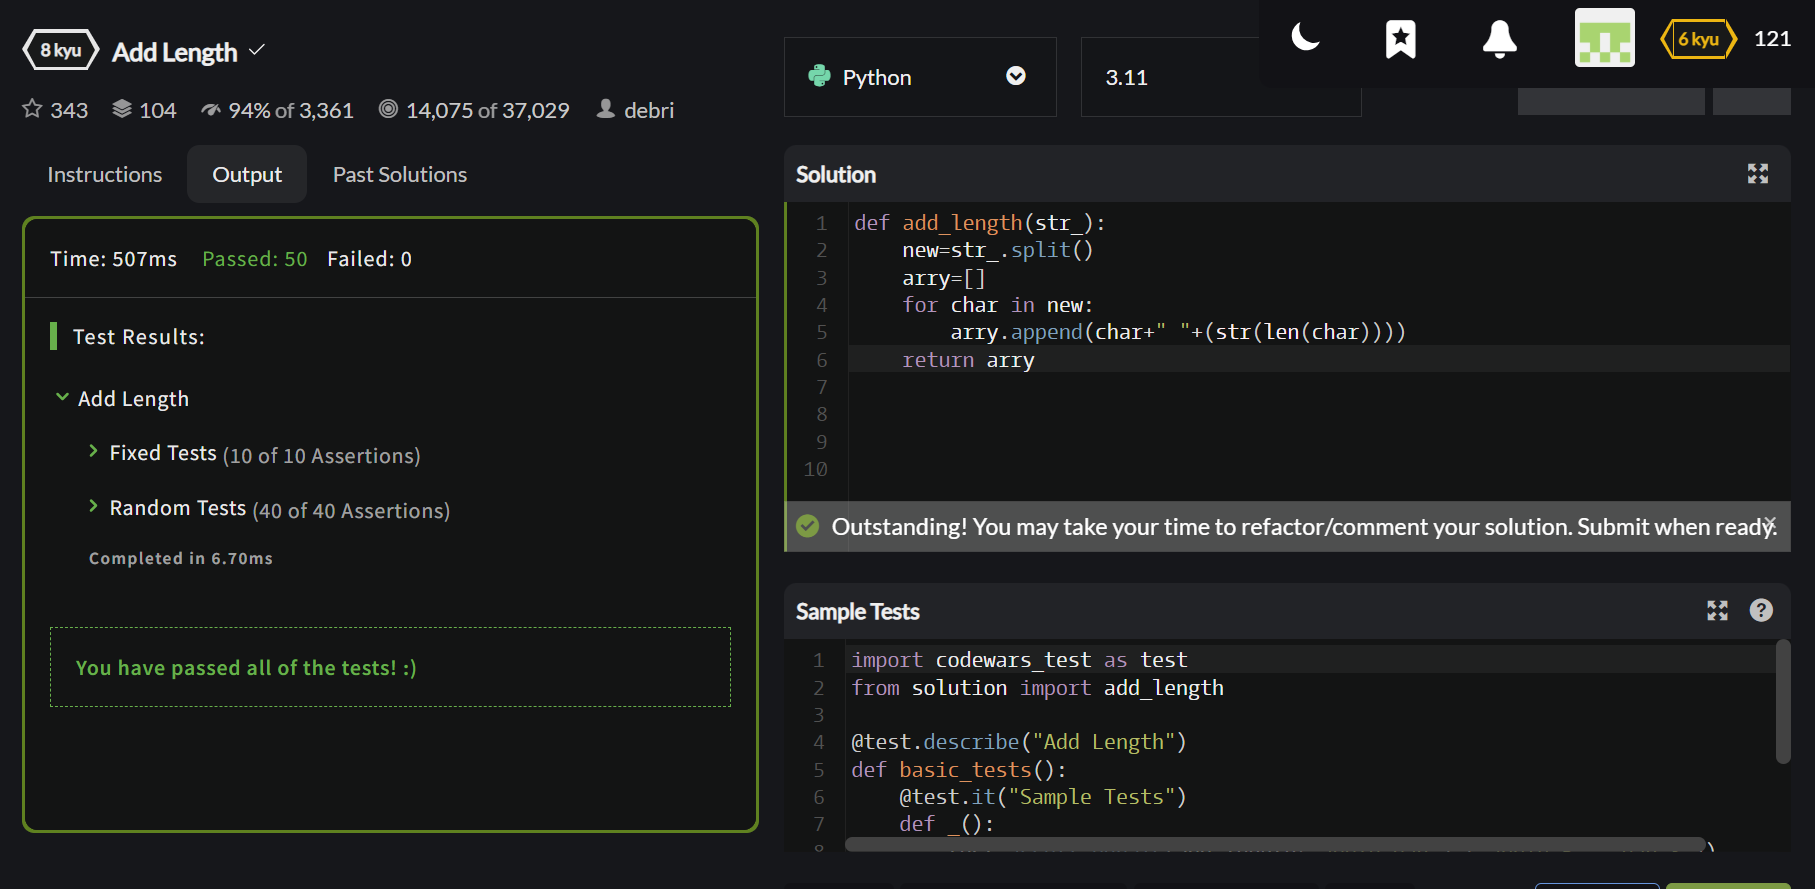 8 kyu Add Length
343 104 94% of 3,361 14,075 of 37,029 debri
Python
3.11
6 kyu 121
Instructions Output Past Solutions
Time: 507ms Passed: 50 Failed: 0
Test Results:
Add Length
Fixed Tests (10 of 10 Assertions)
Random Tests (40 of 40 Assertions)
Completed in 6.70ms
You have passed all of the tests! :)
Solution
1 def add_length(str_):
2 new=str_.split()
3 arry=[]
4 for char in new:
5 arry.append(char+" "+(str(len(char))))
6 return arry
7
8
9
10
Outstanding! You may take your time to refactor/comment your solution. Submit when ready.
Sample Tests
1 import codewars_test as test
2 from solution import add_length
3
4 @test.describe("Add Length")
5 def basic_tests():
6 @test.it("Sample Tests")
7 def _():
8